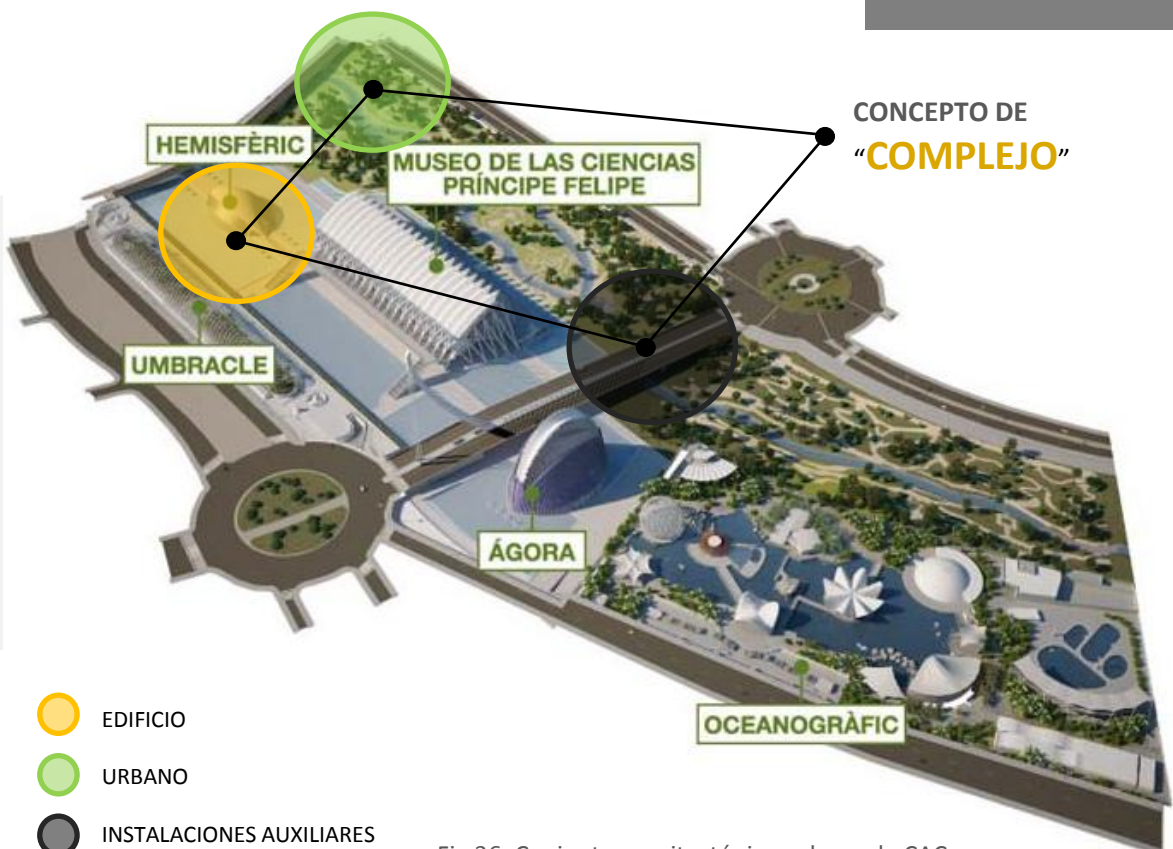 CONCEPTO DE
“COMPLEJO”
HEMISFÈRIC
MUSEO DE LAS CIENCIAS
PRÍNCIPE FELIPE
UMBRACLE
ÁGORA
OCEANOGRÀFIC
EDIFICIO
URBANO
INSTALACIONES AUXILIARES